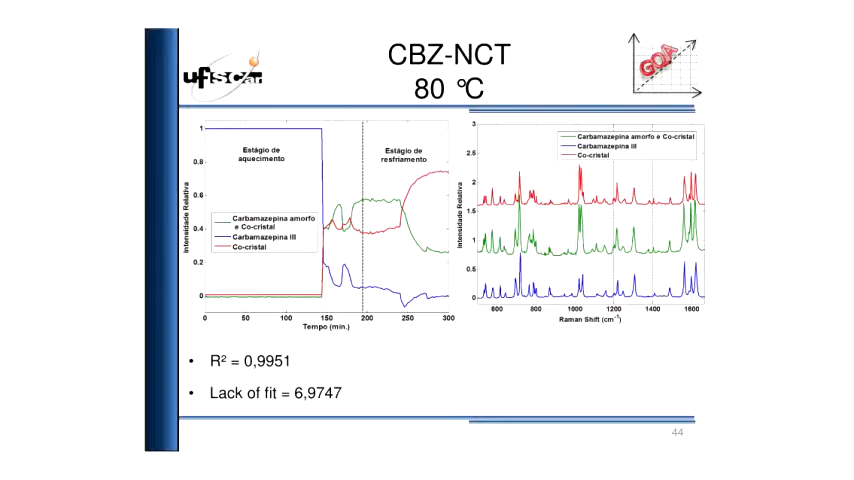 CBZ-NCT
80 °C
ufscar
GOA
1
0.8
0.6
0.4
0.2
0
Intensidade Relativa
Estágio de
aquecimento
Estágio de
resfriamento
Carbamazepina amorfo
e Co-cristal
Carbamazepina III
Co-cristal
0 50 100 150 200 250 300
Tempo (min.)
3
2.5
2
1.5
1
0.5
0
Intensidade Relativa
Carbamazepina amorfo e Co-cristal
Carbamazepina III
Co-cristal
600 800 1000 1200 1400 1600
Raman Shift (cm⁻¹)
• R² = 0,9951
• Lack of fit = 6,9747
44